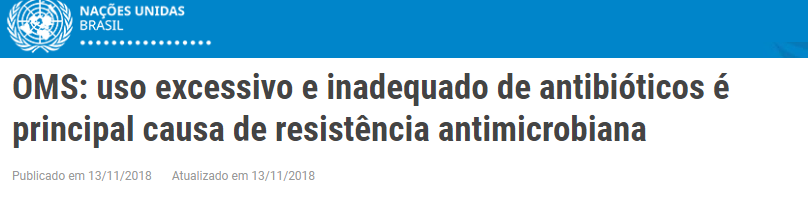 NAÇÕES UNIDAS
BRASIL
OMS: uso excessivo e inadequado de antibióticos é
principal causa de resistência antimicrobiana
Publicado em 13/11/2018 Atualizado em 13/11/2018